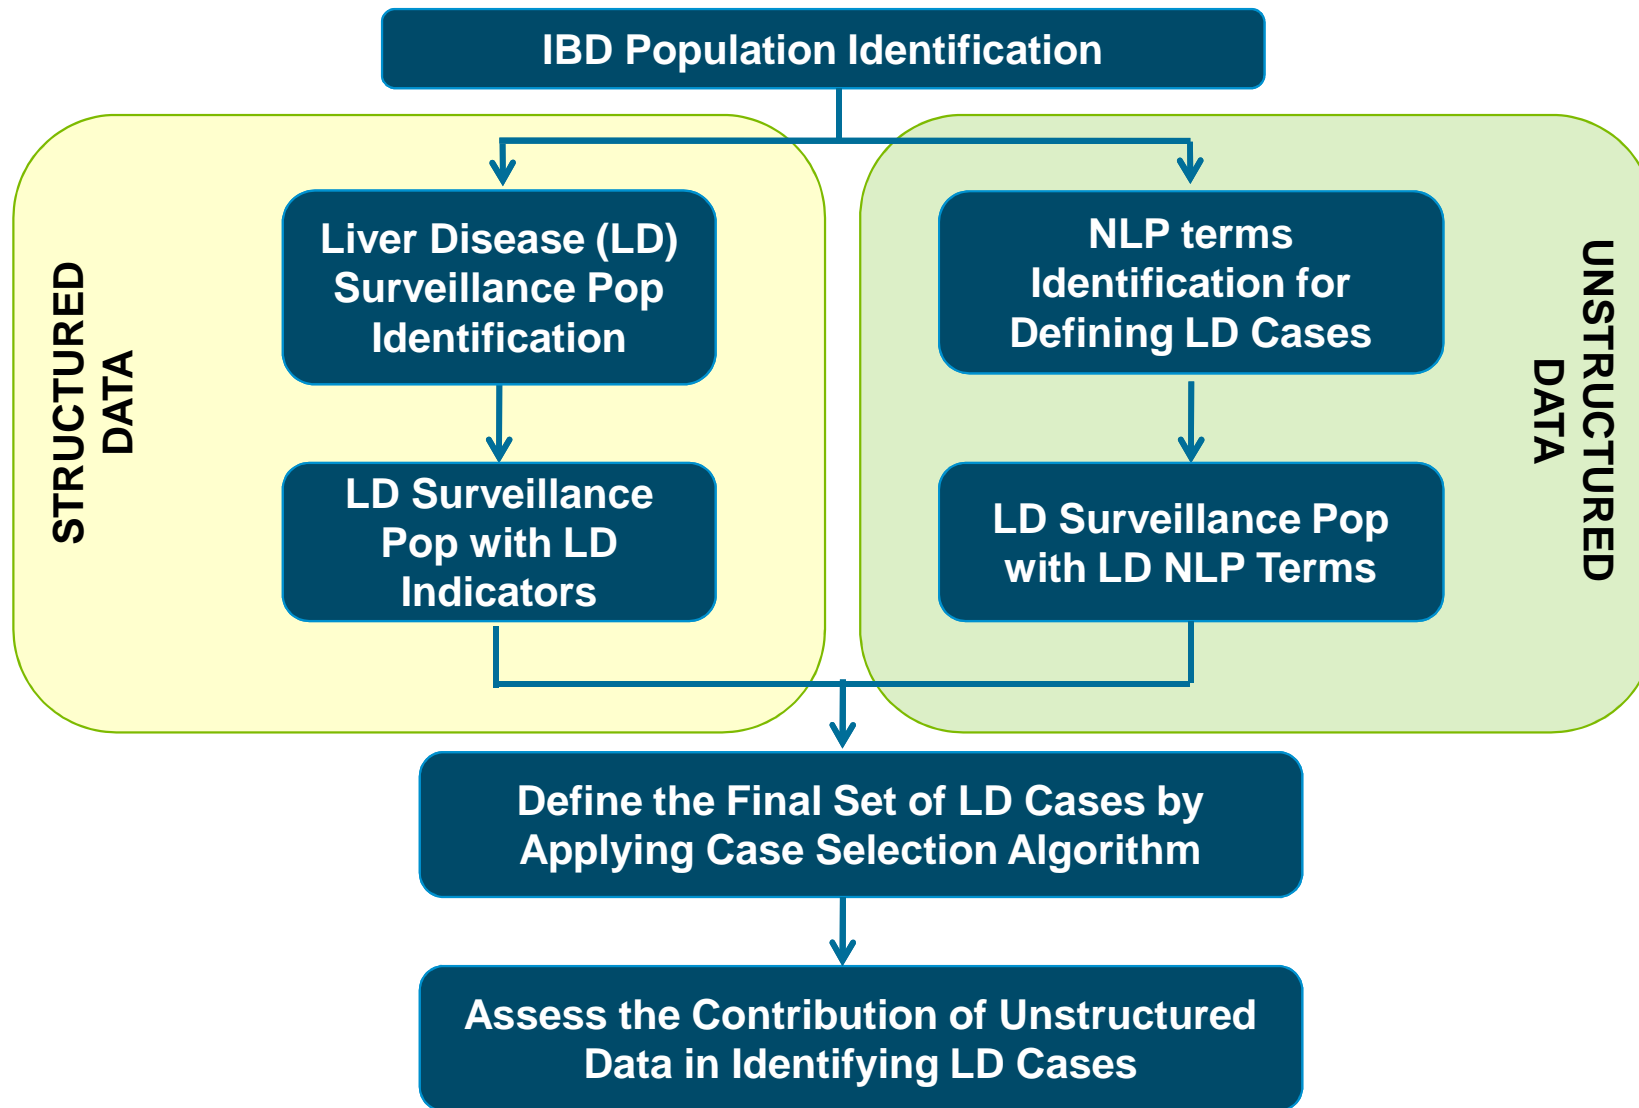 IBD Population Identification
STRUCTURED
DATA
Liver Disease (LD)
Surveillance Pop
Identification
LD Surveillance
Pop with LD
Indicators
NLP terms
Identification for
Defining LD Cases
LD Surveillance Pop
with LD NLP Terms
UNSTRUCTURED
DATA
Define the Final Set of LD Cases by
Applying Case Selection Algorithm
Assess the Contribution of Unstructured
Data in Identifying LD Cases